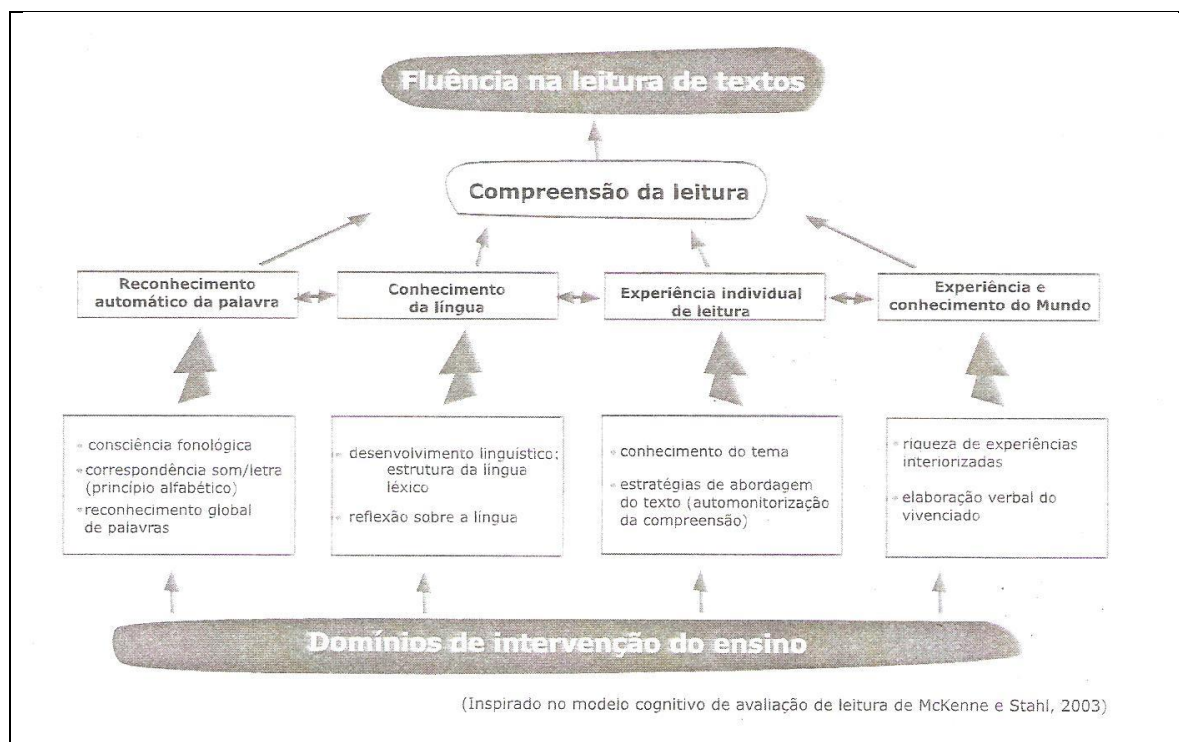 Fluência na leitura de textos
Compreensão da leitura
Reconhecimento
automático da palavra
Conhecimento
da língua
Experiência individual
de leitura
Experiência e
conhecimento do Mundo
consciência fonológica
correspondência som/letra
(princípio alfabético)
reconhecimento global
de palavras
desenvolvimento linguístico:
estrutura da língua
léxico
reflexão sobre a língua
conhecimento do tema
estratégias de abordagem
do texto (automonitorização
da compreensão)
riqueza de experiências
interiorizadas
elaboração verbal do
vivenciado
Domínios de intervenção do ensino
(Inspirado no modelo cognitivo de avaliação de leitura de McKenne e Stahl, 2003)